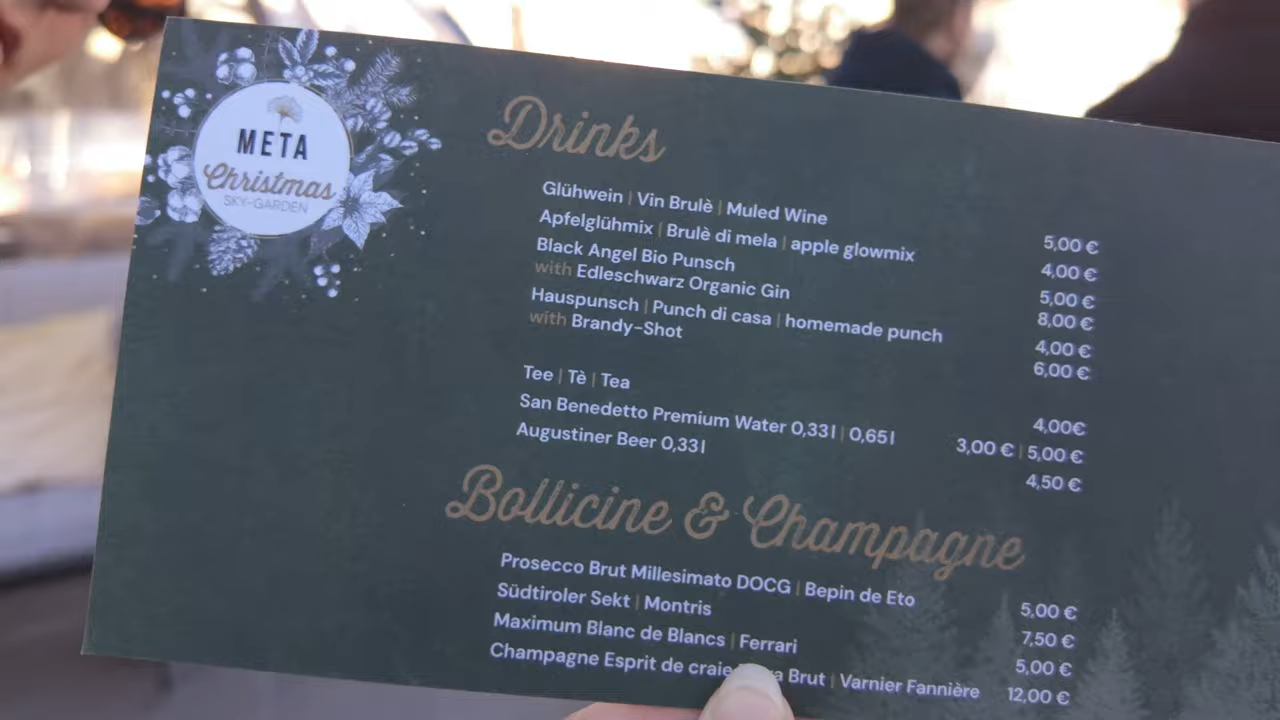 META
Christmas
SKY-GARDEN
Drinks
Glühwein | Vin Brulè | Muled Wine 5,00 €
Apfelglühmix | Brulè di mela | apple glowmix 4,00 €
Black Angel Bio Punsch 5,00 €
with Edleschwarz Organic Gin 8,00 €
Hauspunsch | Punch di casa | homemade punch 4,00 €
with Brandy-Shot 6,00 €
Tee | Tè | Tea 4,00€
San Benedetto Premium Water 0,33l | 0,65l 3,00 € | 5,00 €
Augustiner Beer 0,33l 4,50 €
Bollicine & Champagne
Prosecco Brut Millesimato DOCG | Bepin de Eto 5,00 €
Südtiroler Sekt | Montris 7,50 €
Maximum Blanc de Blancs | Ferrari 5,00 €
Champagne Esprit de craie Brut | Varnier Fannière 12,00 €